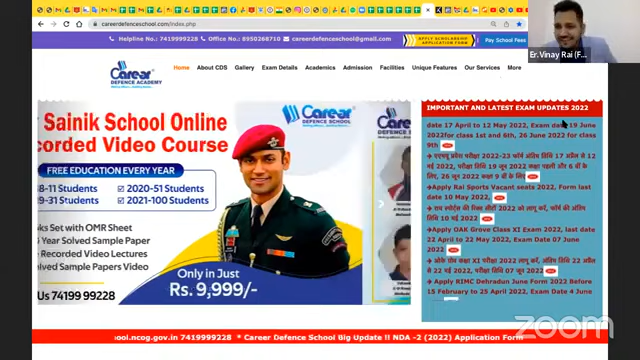 careerdefenceschool.com/index.php
Helpline No.: 7419999228 Office No.: 8950268710 careerdefenceschool@gmail.com
APPLY SCHOLARSHIP
APPLICATION FORM
Pay School Fees
Er.Vinay Rai (F...
Career
DEFENCE ACADEMY
Home About CDS Gallery Exam Details Academics Admission Facilities Unique Features Our Services More
Sainik School Online
corded Video Course
FREE EDUCATION EVERY YEAR
8-11 Students 2020-51 Students
9-31 Students 2021-100 Students
oks Set with OMR Sheet
Year Solved Sample Paper
e Recorded Video Lectures
olved Sample Papers Video
Us 74199 99228
Only in Just
Rs. 9,999/-
Career
DEFENCE SCHOOL
IMPORTANT AND LATEST EXAM UPDATES 2022
date 17 April to 12 May 2022, Exam date 19 June
2022for class 1st and 6th, 26 June 2022 for class
9th
2022-23 फॉर्म अंतिम तिथि 17 अप्रैल से 12
मई 2022, परीक्षा तिथि 19 जून 2022 कक्षा पहली और 6 वीं के
लिए, 26 जून 2022 कक्षा 9 वीं के लिए
Apply Rai Sports Vacant seats 2022, Form last
date 10 May 2022,
राय स्पोर्ट्स की रिक्त सीटों 2022 को लागू करें, फॉर्म की अंतिम
तिथि 10 मई 2022
Apply OAK Grove Class XI Exam 2022, last date
22 April to 22 May 2022, Exam Date 07 June
2022
ओक ग्रोव कक्षा XI परीक्षा 2022 लागू करें, अंतिम तिथि 22 अप्रैल
से 22 मई 2022, परीक्षा तिथि 07 जून 2022
Apply RIMC Dehradun June Form 2022 Before
15 February to 25 April 2022, Exam Date 4 June
ool.ncog.gov.in 7419999228 * Career Defence School Big Update !! NDA -2 (2022) Application Form
zoom